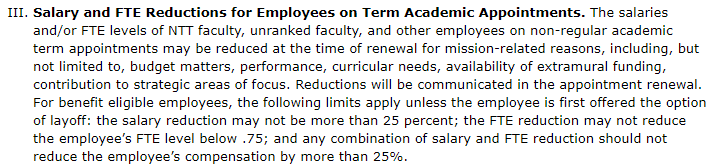 III. Salary and FTE Reductions for Employees on Term Academic Appointments. The salaries
and/or FTE levels of NTT faculty, unranked faculty, and other employees on non-regular academic
term appointments may be reduced at the time of renewal for mission-related reasons, including, but
not limited to, budget matters, performance, curricular needs, availability of extramural funding,
contribution to strategic areas of focus. Reductions will be communicated in the appointment renewal.
For benefit eligible employees, the following limits apply unless the employee is first offered the option
of layoff: the salary reduction may not be more than 25 percent; the FTE reduction may not reduce
the employee's FTE level below .75; and any combination of salary and FTE reduction should not
reduce the employee's compensation by more than 25%.